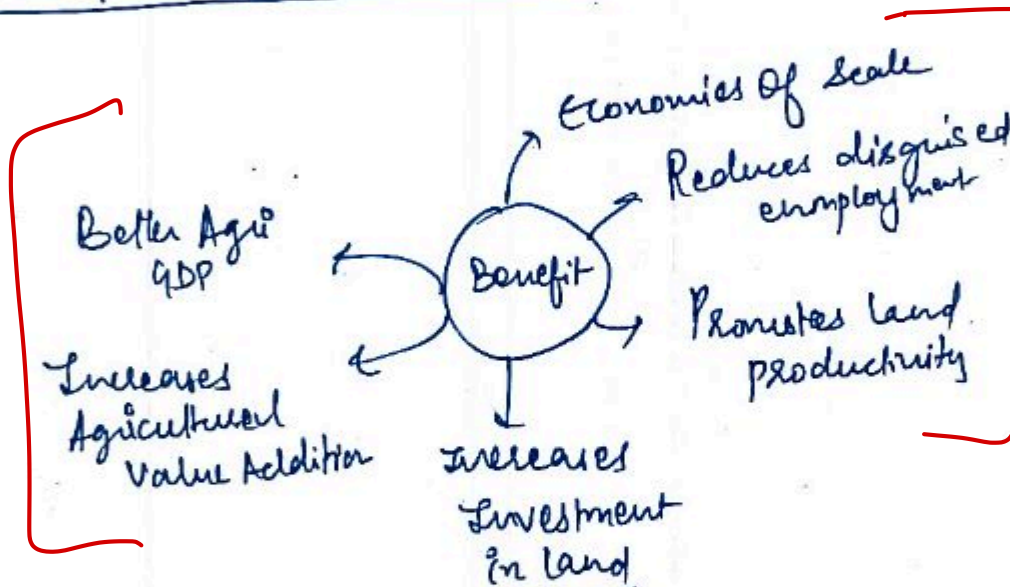 Economies Of Scale
Reduces disguised
employment
Better Agri
GDP
Benefit
Promotes land
productivity
Increases
Agricultural
Value Addition
Increases
Investment
in land